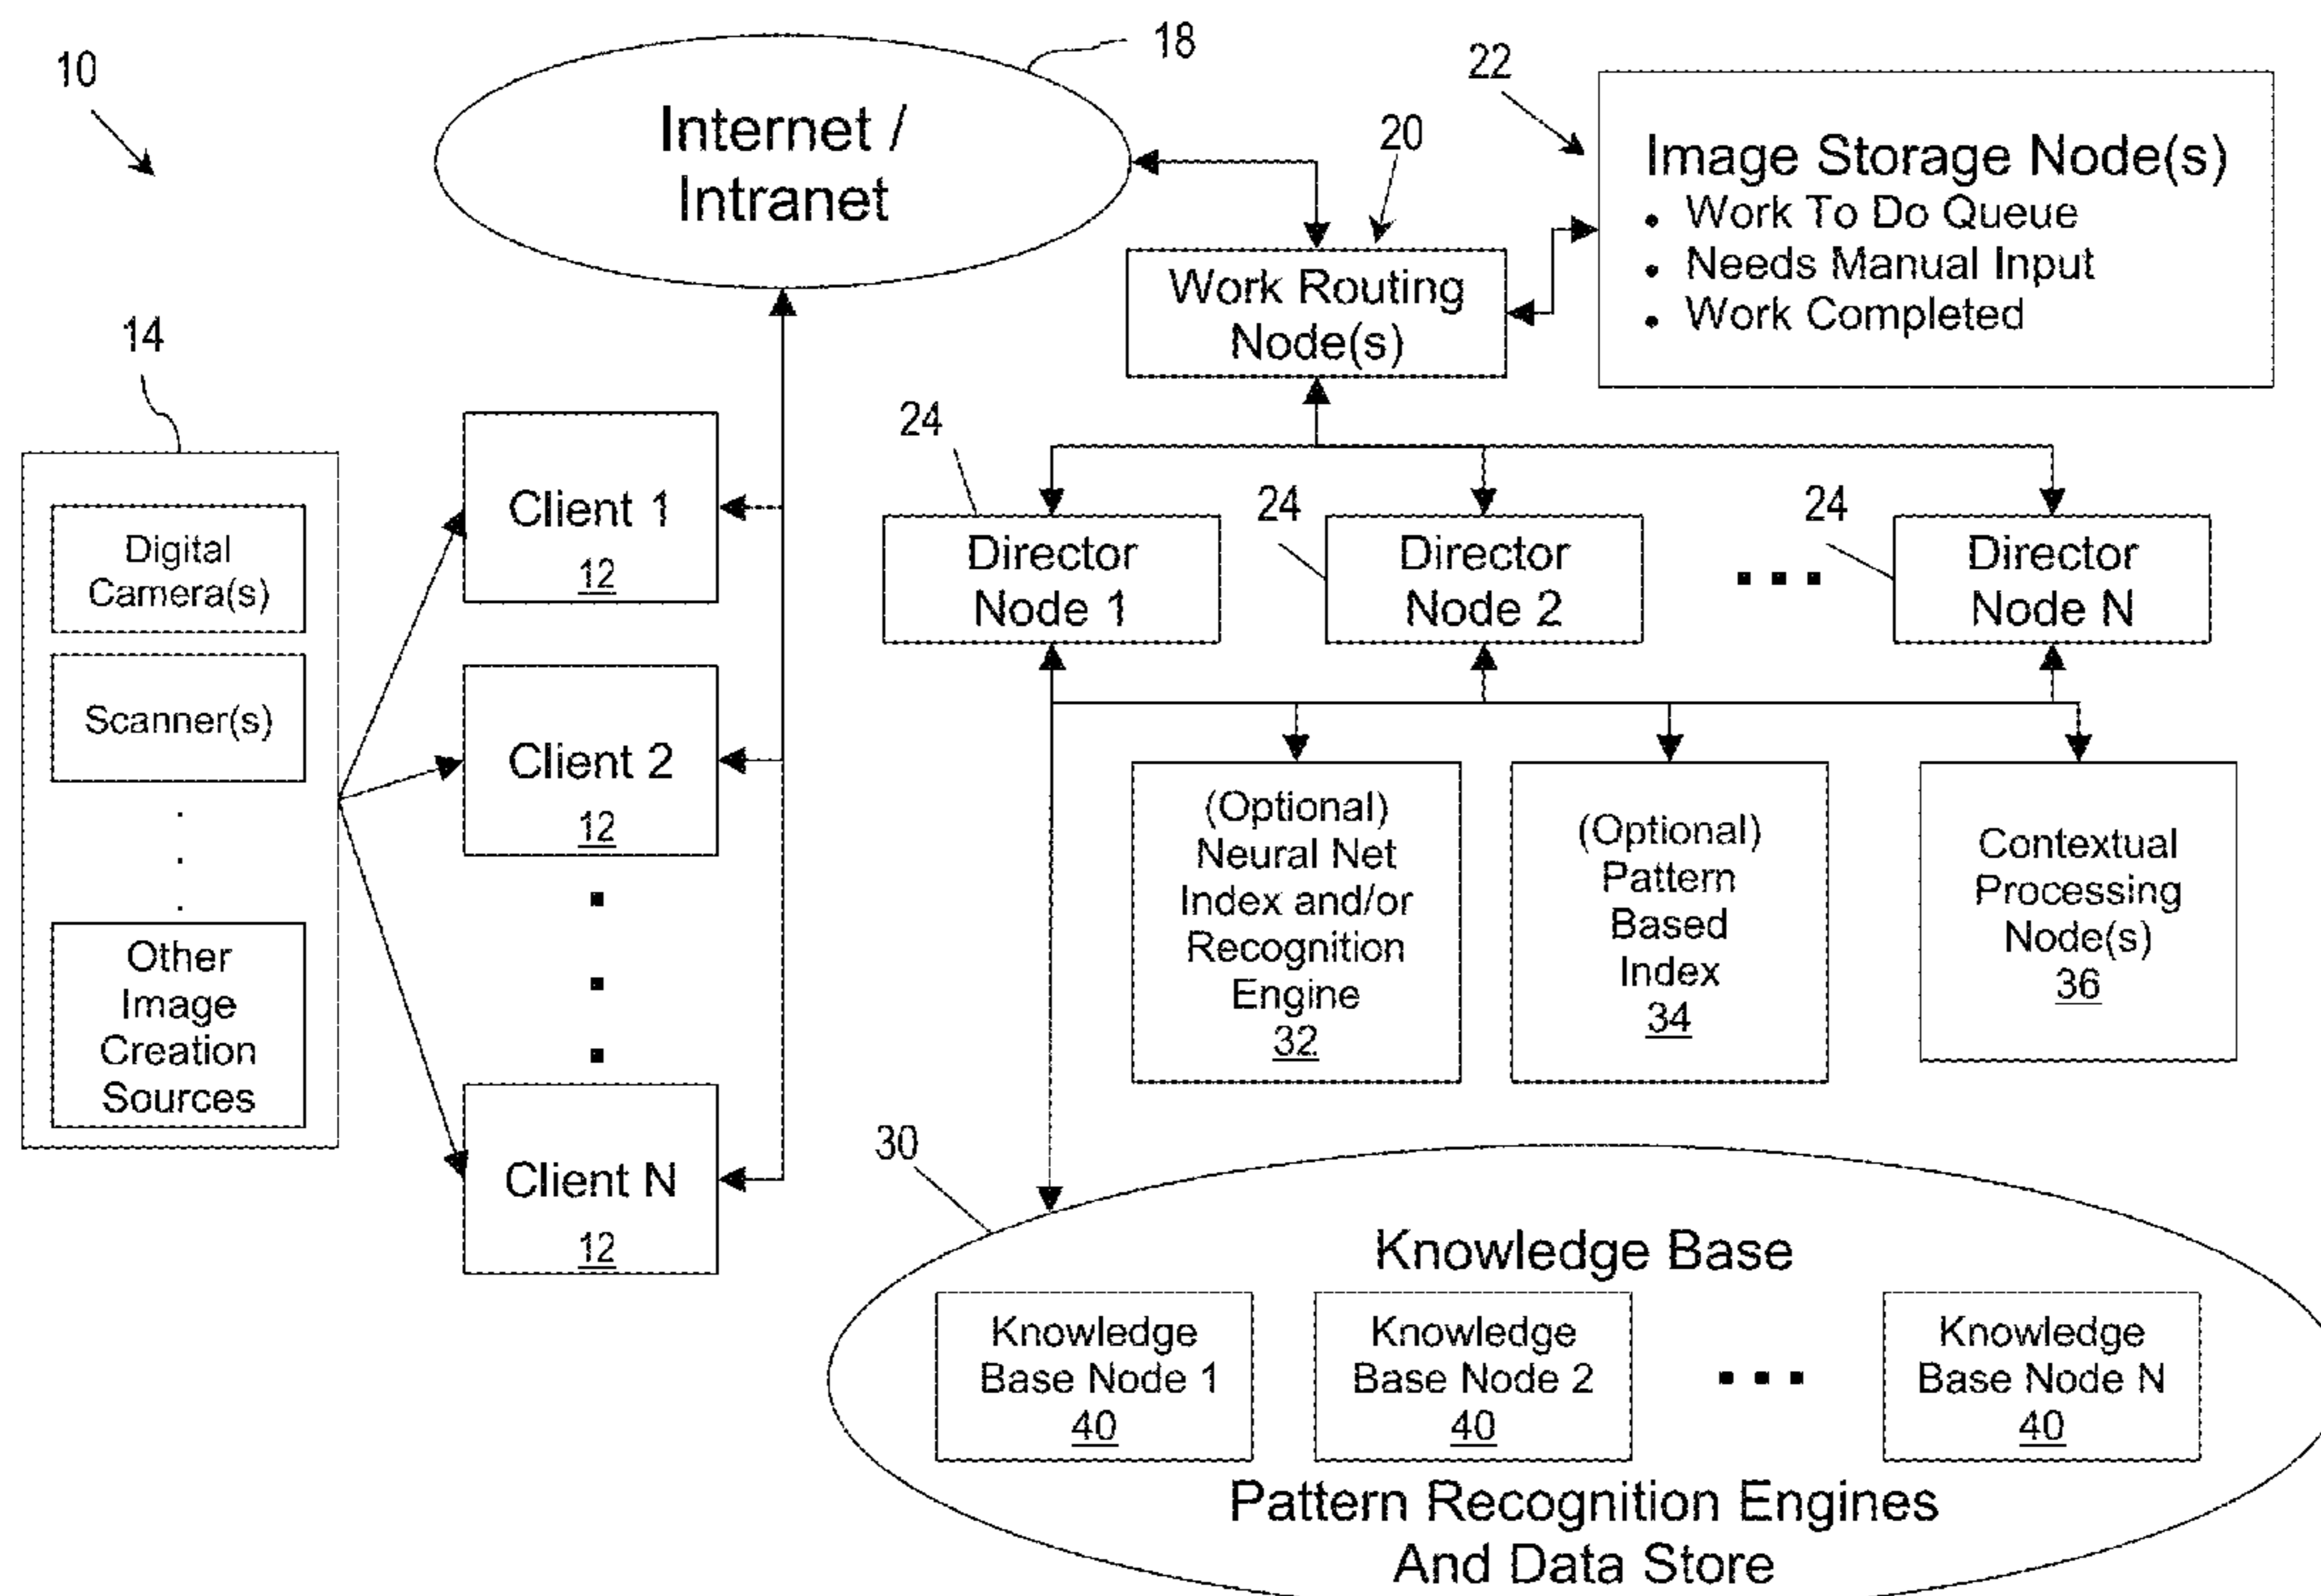 10
18
Internet /
Intranet
20
22
Image Storage Node(s)
• Work To Do Queue
• Needs Manual Input
• Work Completed
Work Routing
Node(s)
14
Digital
Camera(s)
Scanner(s)
Other
Image
Creation
Sources
Client 1
12
Client 2
12
Client N
12
24
Director
Node 1
24
Director
Node 2
24
Director
Node N
(Optional)
Neural Net
Index and/or
Recognition
Engine
32
(Optional)
Pattern
Based
Index
34
Contextual
Processing
Node(s)
36
30
Knowledge Base
Knowledge
Base Node 1
40
Knowledge
Base Node 2
40
Knowledge
Base Node N
40
Pattern Recognition Engines
And Data Store